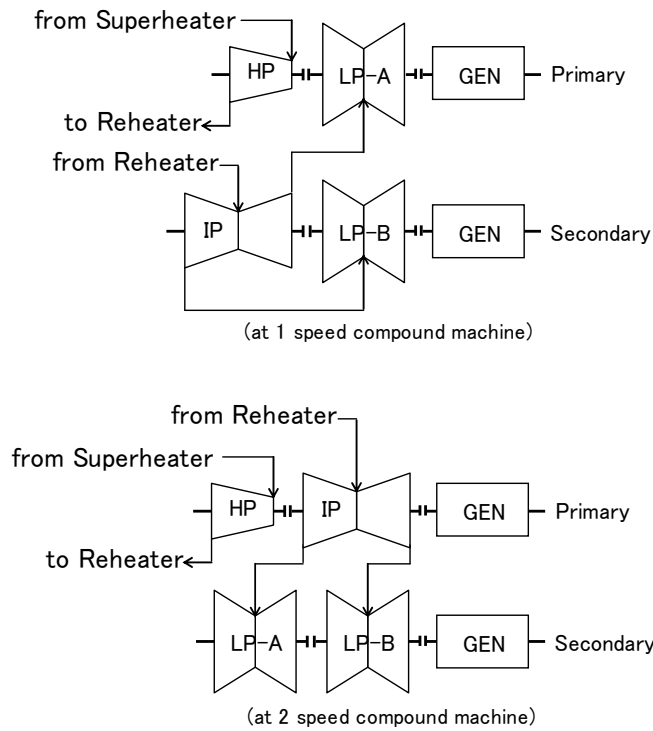 from Superheater
HP
LP-A
GEN
Primary
to Reheater
from Reheater
IP
LP-B
GEN
Secondary
(at 1 speed compound machine)
from Reheater
from Superheater
HP
IP
GEN
Primary
to Reheater
LP-A
LP-B
GEN
Secondary
(at 2 speed compound machine)